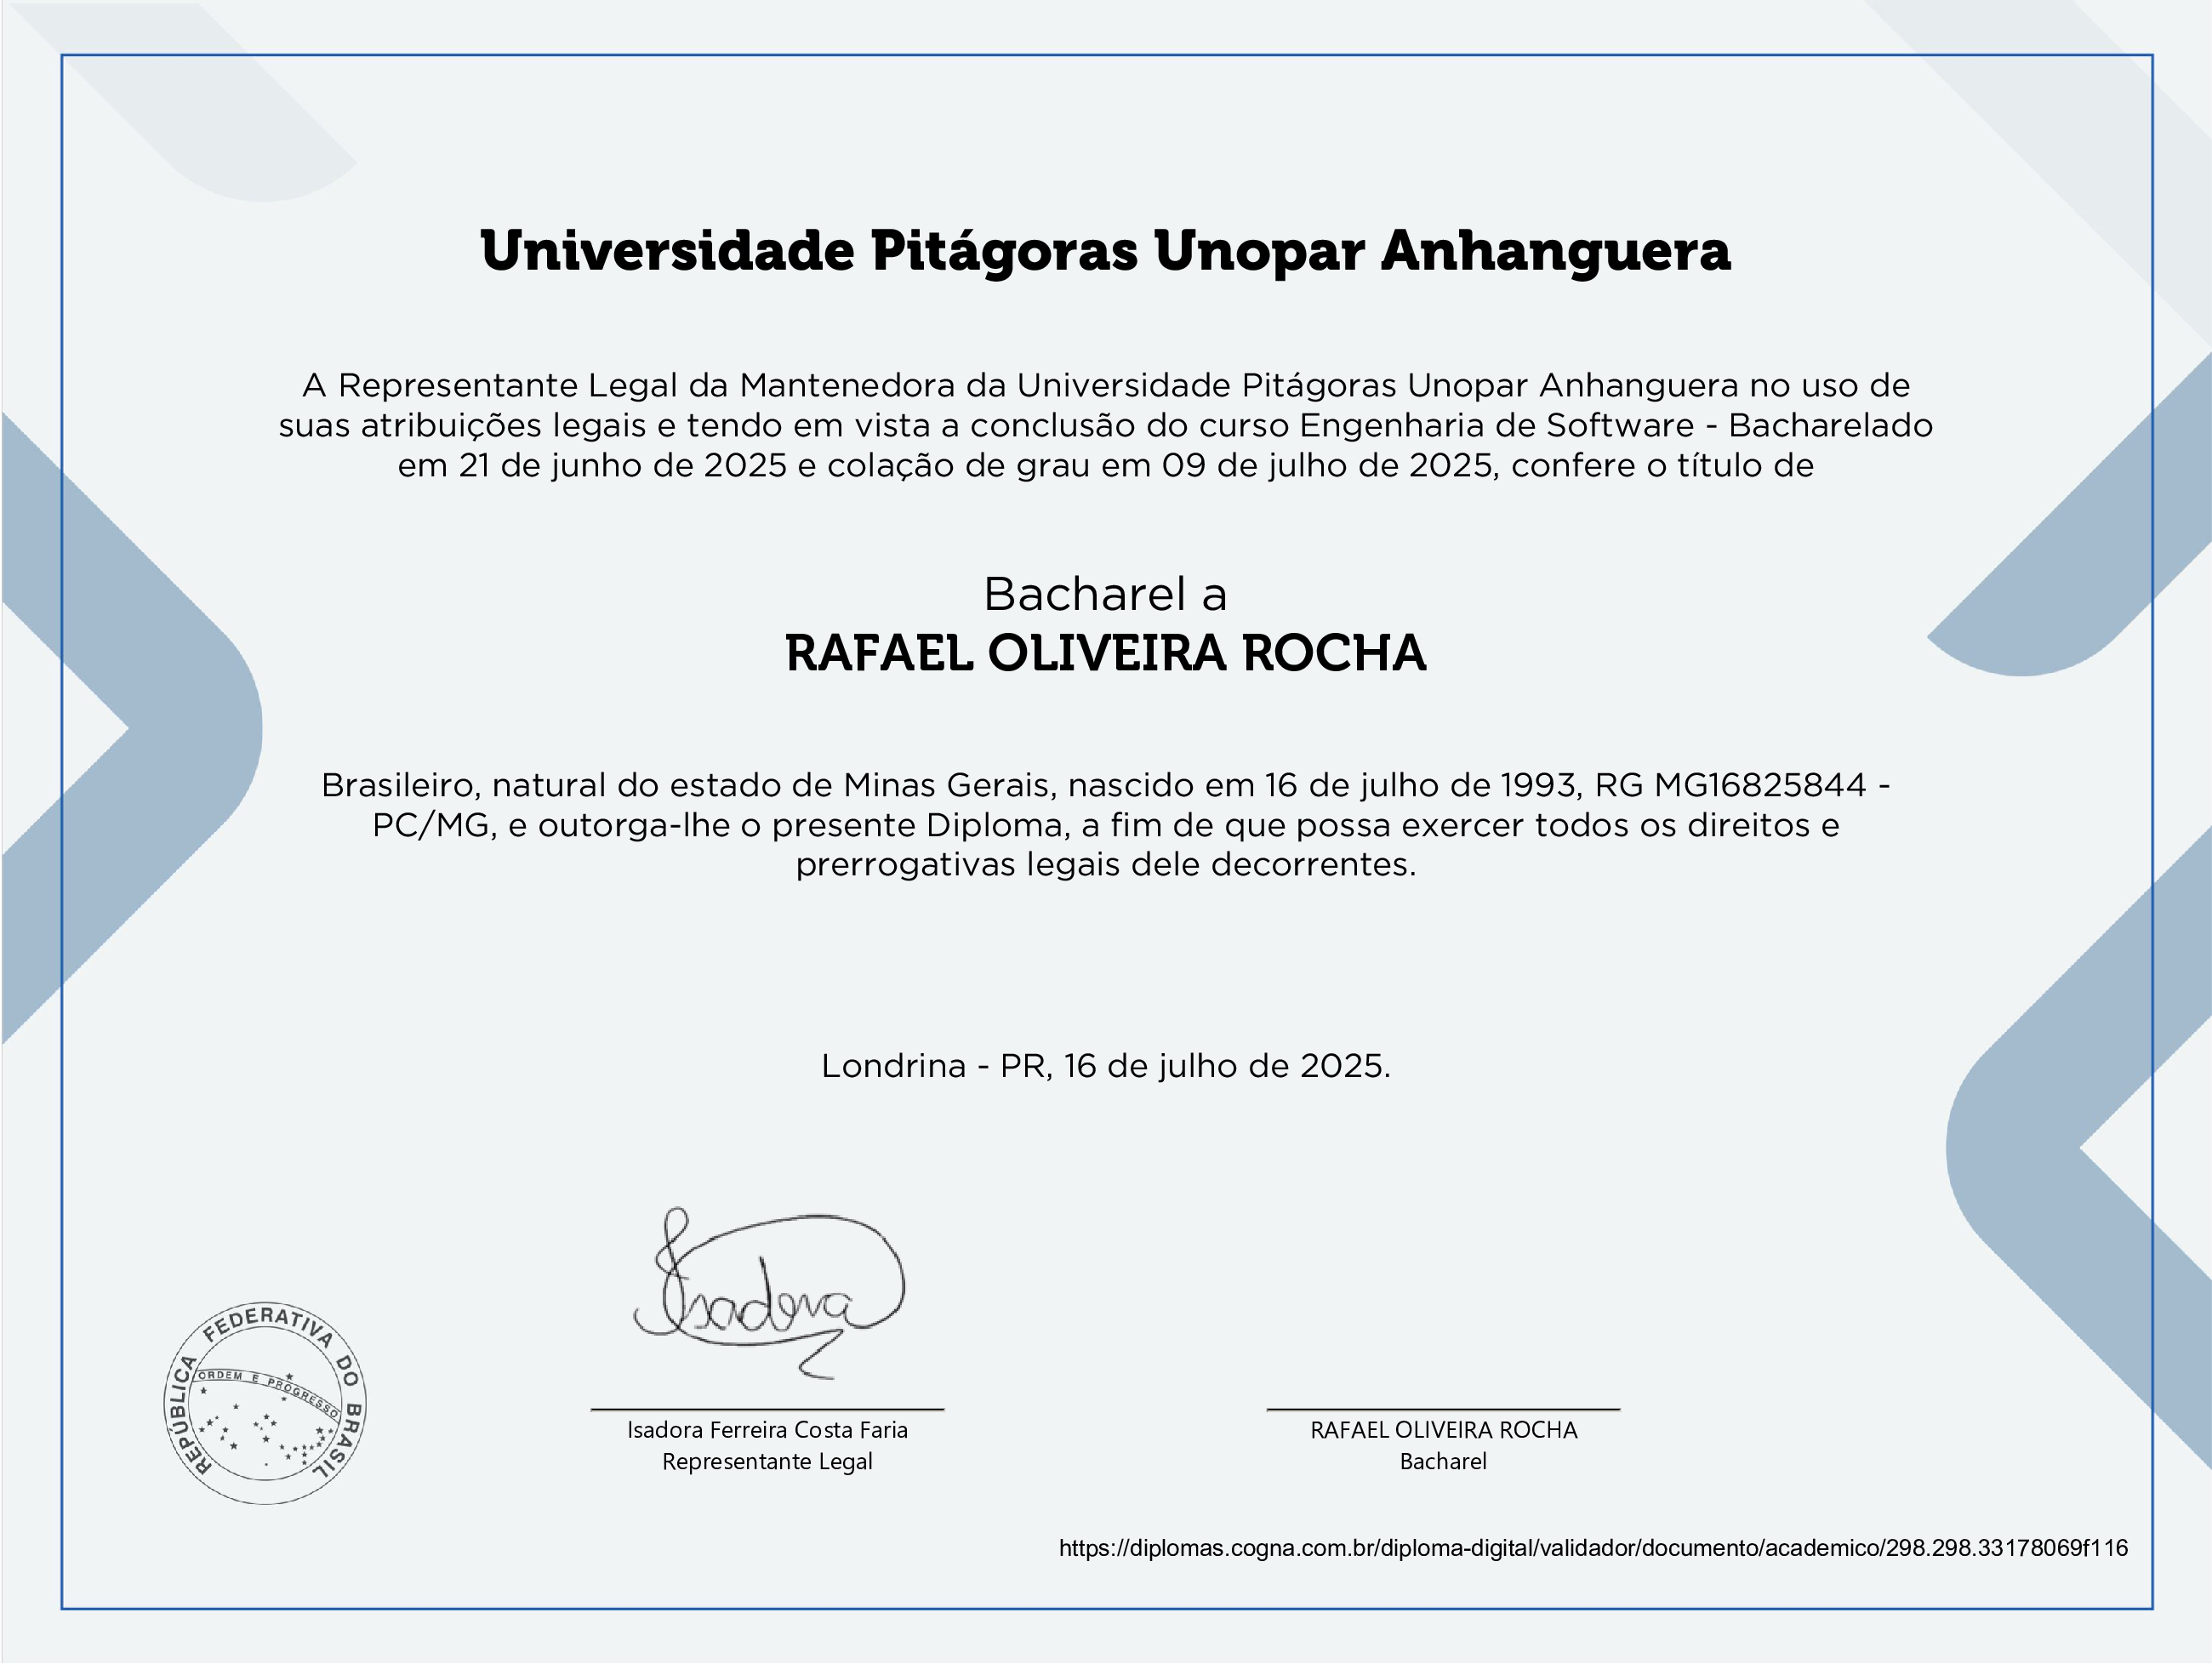 Universidade Pitágoras Unopar Anhanguera
A Representante Legal da Mantenedora da Universidade Pitágoras Unopar Anhanguera no uso de
suas atribuições legais e tendo em vista a conclusão do curso Engenharia de Software - Bacharelado
em 21 de junho de 2025 e colação de grau em 09 de julho de 2025, confere o título de
Bacharel a
RAFAEL OLIVEIRA ROCHA
Brasileiro, natural do estado de Minas Gerais, nascido em 16 de julho de 1993, RG MG16825844 -
PC/MG, e outorga-lhe o presente Diploma, a fim de que possa exercer todos os direitos e
prerrogativas legais dele decorrentes.
Londrina - PR, 16 de julho de 2025.
Isadora
REPÚBLICA FEDERATIVA DO BRASIL
ORDEM E PROGRESSO
Isadora Ferreira Costa Faria
Representante Legal
RAFAEL OLIVEIRA ROCHA
Bacharel
https://diplomas.cogna.com.br/diploma-digital/validador/documento/academico/298.298.33178069f116